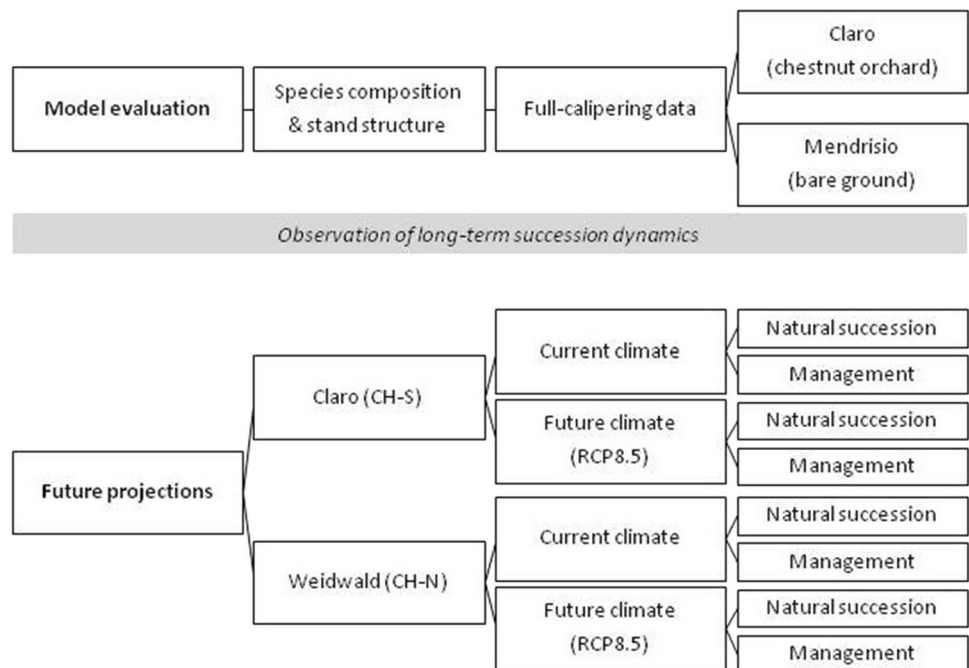 Claro
(chestnut orchard)
Model evaluation
Species composition
& stand structure
Full-calipering data
Mendrisio
(bare ground)
Observation of long-term succession dynamics
Natural succession
Current climate
Management
Claro (CH-S)
Natural succession
Future climate
(RCP8.5)
Management
Future projections
Natural succession
Current climate
Management
Weidwald (CH-N)
Natural succession
Future climate
(RCP8.5)
Management